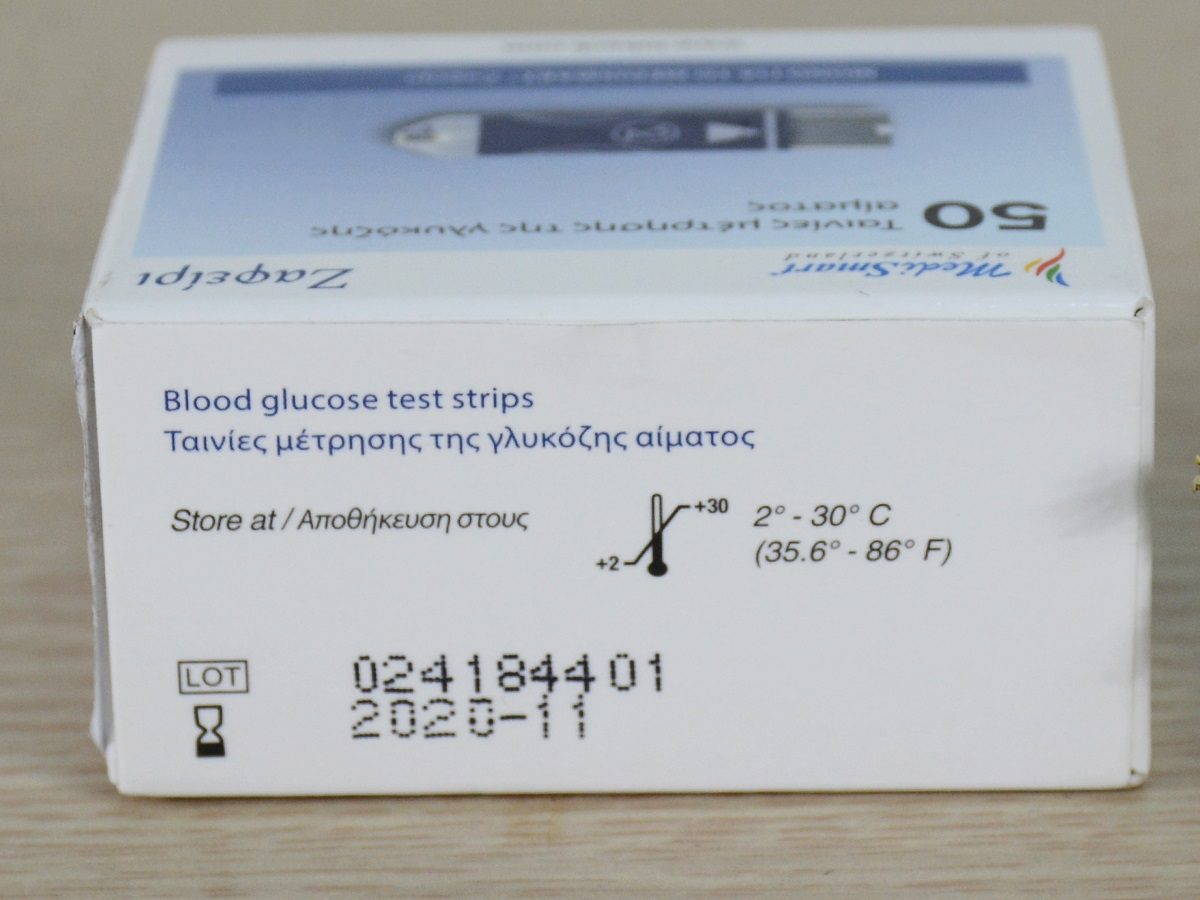 MediSmart
of Switzerland
Ζαφείρι
50
Ταινίες μέτρησης της γλυκόζης
αίματος
Blood glucose test strips
Ταινίες μέτρησης της γλυκόζης αίματος
Store at / Αποθήκευση στους
+30
+2
2° - 30° C
(35.6° - 86° F)
LOT
024184401
2020-11